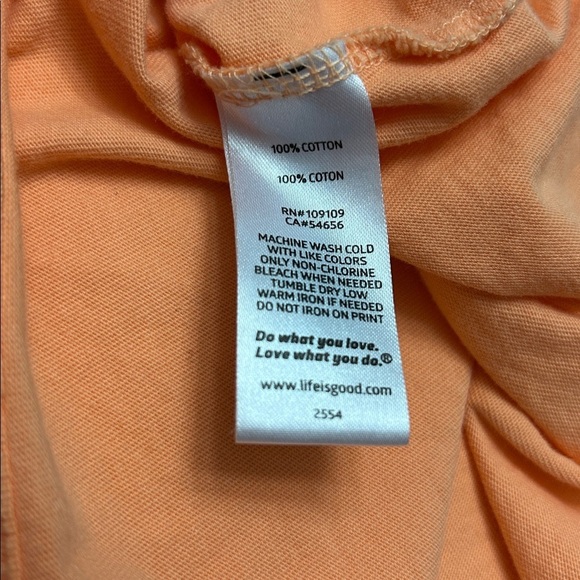 100% COTTON
100% COTON
RN#109109
CA#54656
MACHINE WASH COLD
WITH LIKE COLORS
ONLY NON-CHLORINE
BLEACH WHEN NEEDED
TUMBLE DRY LOW
WARM IRON IF NEEDED
DO NOT IRON ON PRINT
Do what you love.
Love what you do.®
www.lifeisgood.com
2554